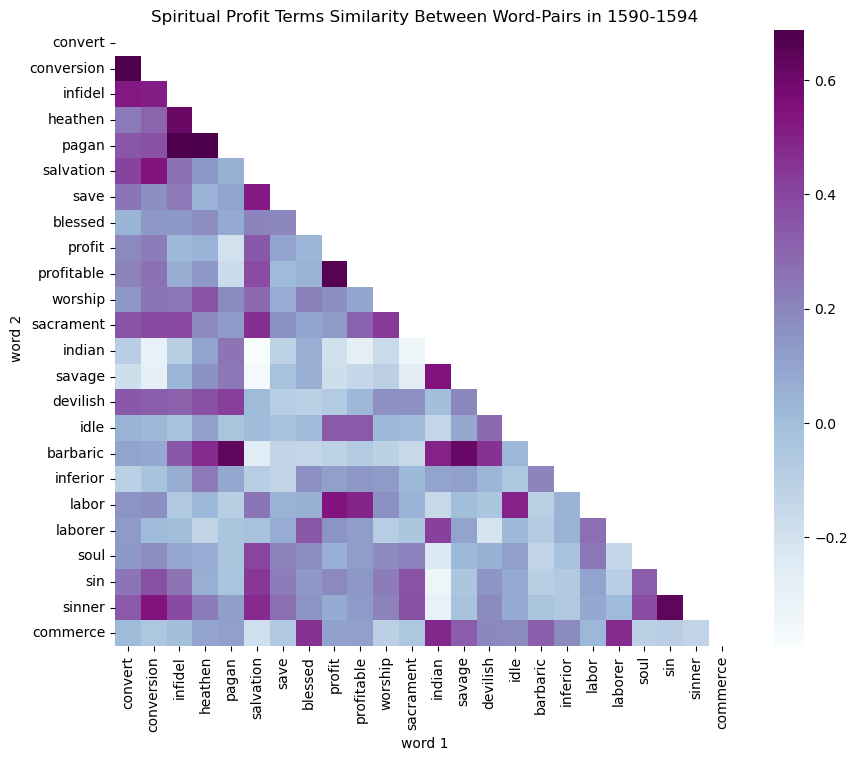 Spiritual Profit Terms Similarity Between Word-Pairs in 1590-1594
convert
conversion
infidel
heathen
pagan
salvation
save
blessed
profit
profitable
worship
sacrament
indian
savage
devilish
idle
barbaric
inferior
labor
laborer
soul
sin
sinner
commerce
word 2
convert
conversion
infidel
heathen
pagan
salvation
save
blessed
profit
profitable
worship
sacrament
indian
savage
devilish
idle
barbaric
inferior
labor
laborer
soul
sin
sinner
commerce
word 1
0.6
0.4
0.2
0.0
−0.2